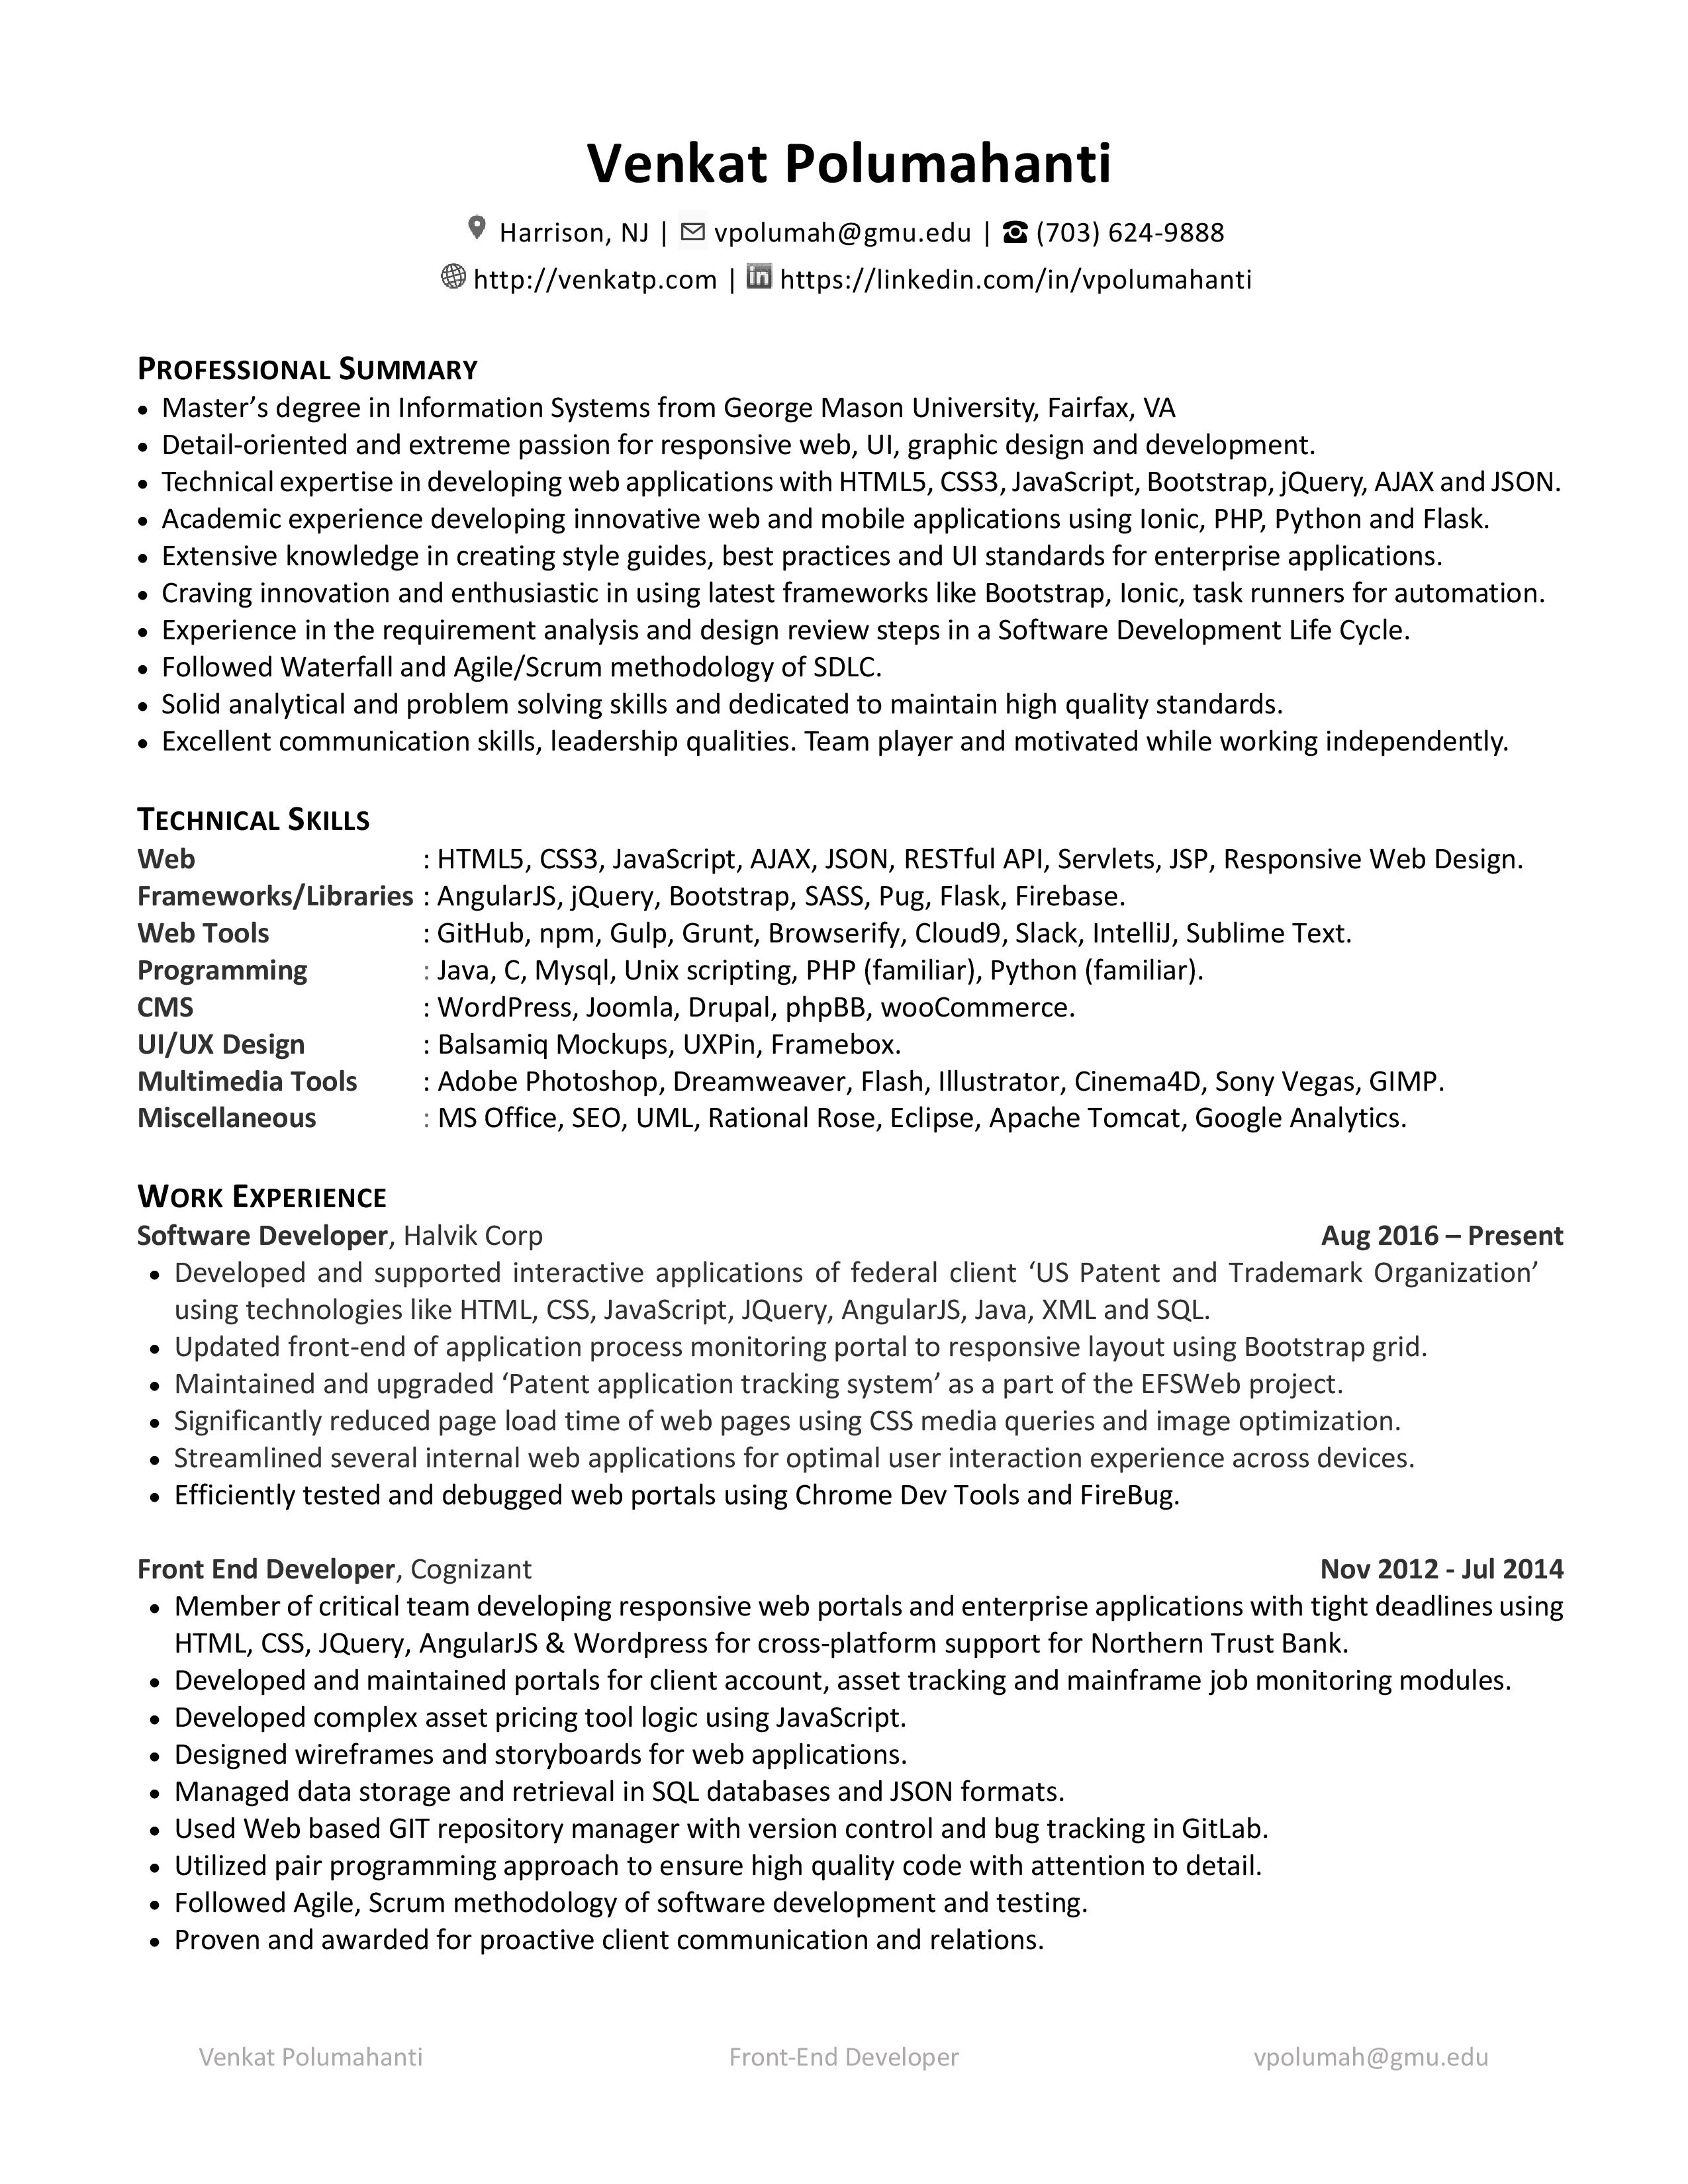 Venkat Polumahanti
Harrison, NJ | vpolumah@gmu.edu | (703) 624-9888
http://venkatp.com | in https://linkedin.com/in/vpolumahanti
PROFESSIONAL SUMMARY
• Master’s degree in Information Systems from George Mason University, Fairfax, VA
• Detail-oriented and extreme passion for responsive web, UI, graphic design and development.
• Technical expertise in developing web applications with HTML5, CSS3, JavaScript, Bootstrap, jQuery, AJAX and JSON.
• Academic experience developing innovative web and mobile applications using Ionic, PHP, Python and Flask.
• Extensive knowledge in creating style guides, best practices and UI standards for enterprise applications.
• Craving innovation and enthusiastic in using latest frameworks like Bootstrap, Ionic, task runners for automation.
• Experience in the requirement analysis and design review steps in a Software Development Life Cycle.
• Followed Waterfall and Agile/Scrum methodology of SDLC.
• Solid analytical and problem solving skills and dedicated to maintain high quality standards.
• Excellent communication skills, leadership qualities. Team player and motivated while working independently.
TECHNICAL SKILLS
Web : HTML5, CSS3, JavaScript, AJAX, JSON, RESTful API, Servlets, JSP, Responsive Web Design.
Frameworks/Libraries : AngularJS, jQuery, Bootstrap, SASS, Pug, Flask, Firebase.
Web Tools : GitHub, npm, Gulp, Grunt, Browserify, Cloud9, Slack, IntelliJ, Sublime Text.
Programming : Java, C, Mysql, Unix scripting, PHP (familiar), Python (familiar).
CMS : WordPress, Joomla, Drupal, phpBB, wooCommerce.
UI/UX Design : Balsamiq Mockups, UXPin, Framebox.
Multimedia Tools : Adobe Photoshop, Dreamweaver, Flash, Illustrator, Cinema4D, Sony Vegas, GIMP.
Miscellaneous : MS Office, SEO, UML, Rational Rose, Eclipse, Apache Tomcat, Google Analytics.
WORK EXPERIENCE
Software Developer, Halvik Corp Aug 2016 – Present
• Developed and supported interactive applications of federal client ‘US Patent and Trademark Organization’
using technologies like HTML, CSS, JavaScript, JQuery, AngularJS, Java, XML and SQL.
• Updated front-end of application process monitoring portal to responsive layout using Bootstrap grid.
• Maintained and upgraded ‘Patent application tracking system’ as a part of the EFSWeb project.
• Significantly reduced page load time of web pages using CSS media queries and image optimization.
• Streamlined several internal web applications for optimal user interaction experience across devices.
• Efficiently tested and debugged web portals using Chrome Dev Tools and FireBug.
Front End Developer, Cognizant Nov 2012 - Jul 2014
• Member of critical team developing responsive web portals and enterprise applications with tight deadlines using
HTML, CSS, JQuery, AngularJS & Wordpress for cross-platform support for Northern Trust Bank.
• Developed and maintained portals for client account, asset tracking and mainframe job monitoring modules.
• Developed complex asset pricing tool logic using JavaScript.
• Designed wireframes and storyboards for web applications.
• Managed data storage and retrieval in SQL databases and JSON formats.
• Used Web based GIT repository manager with version control and bug tracking in GitLab.
• Utilized pair programming approach to ensure high quality code with attention to detail.
• Followed Agile, Scrum methodology of software development and testing.
• Proven and awarded for proactive client communication and relations.
Venkat Polumahanti Front-End Developer vpolumah@gmu.edu